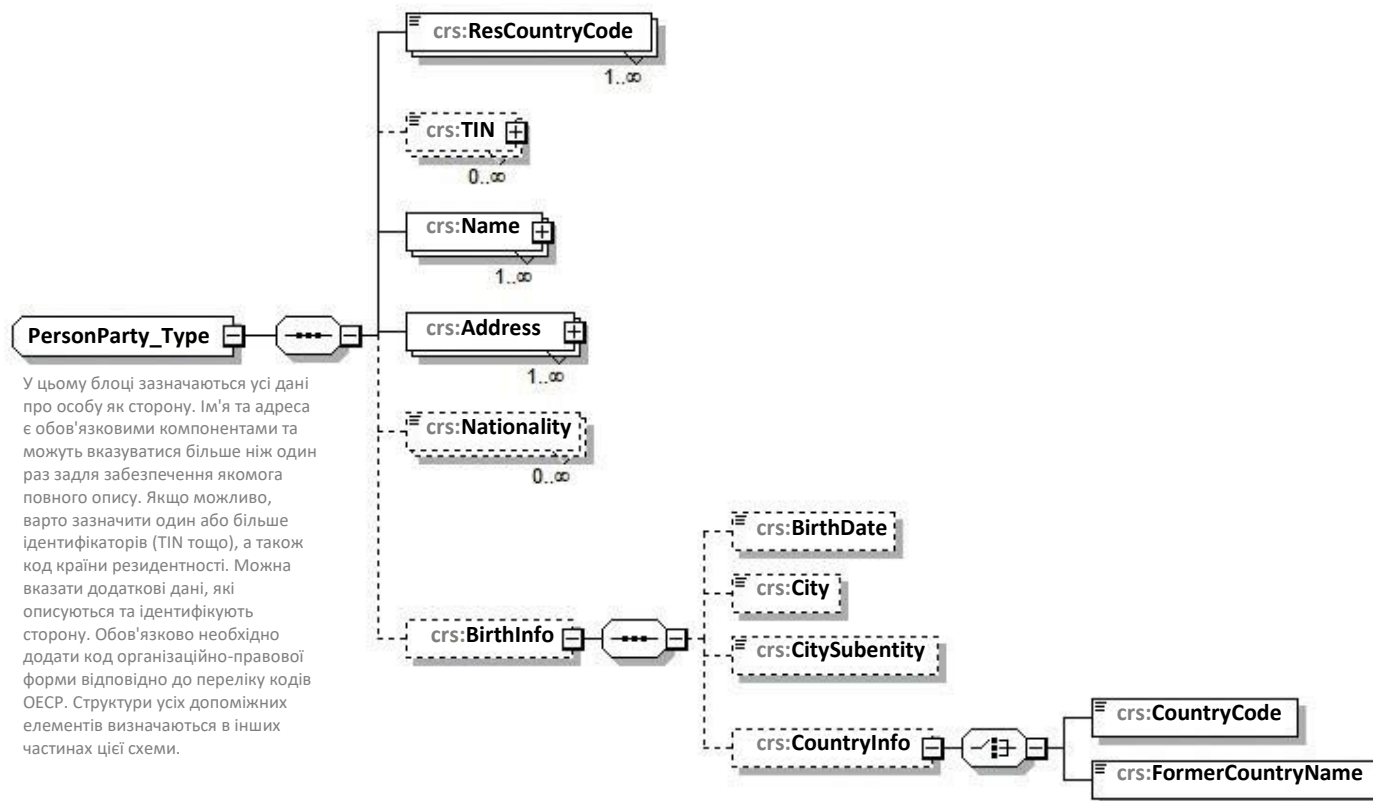 crs:ResCountryCode
1..∞
crs:TIN
0..∞
crs:Name
1..∞
PersonParty_Type
crs:Address
1..∞
У цьому блоці зазначаються усі дані
про особу як сторону. Ім'я та адреса
є обов'язковими компонентами та
можуть вказуватися більше ніж один
раз задля забезпечення якомога
повного опису. Якщо можливо,
варто зазначити один або більше
ідентифікаторів (TIN тощо), а також
код країни резидентності. Можна
вказати додаткові дані, які
описуються та ідентифікують
сторону. Обов'язково необхідно
додати код організаційно-правової
форми відповідно до переліку кодів
ОЕСР. Структури усіх допоміжних
елементів визначаються в інших
частинах цієї схеми.
crs:Nationality
0..∞
crs:BirthInfo
crs:BirthDate
crs:City
crs:CitySubentity
crs:CountryInfo
crs:CountryCode
crs:FormerCountryName